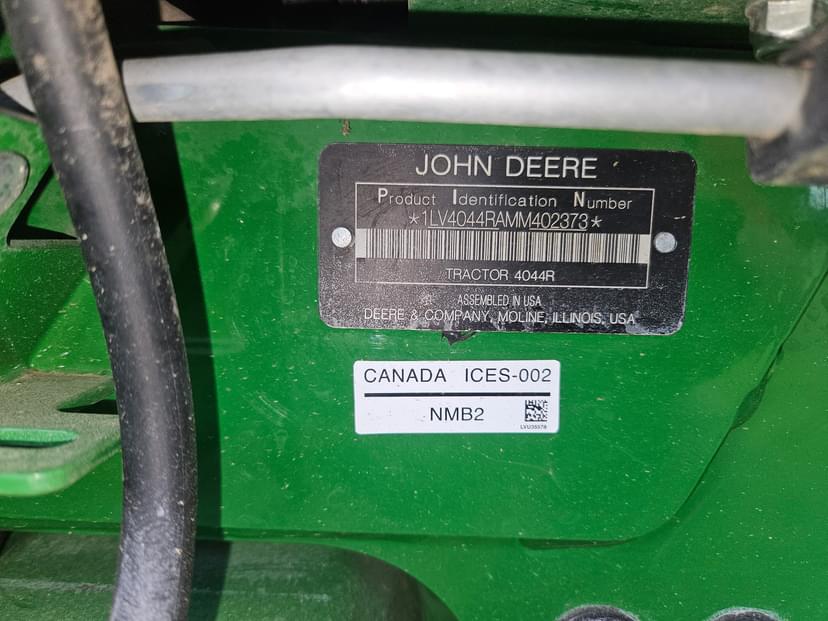 JOHN DEERE
Product Identification Number
*1LV4044RAMM402373*
TRACTOR 4044R
ASSEMBLED IN USA
DEERE & COMPANY, MOLINE, ILLINOIS, USA
CANADA ICES-002
NMB2
LVU35578